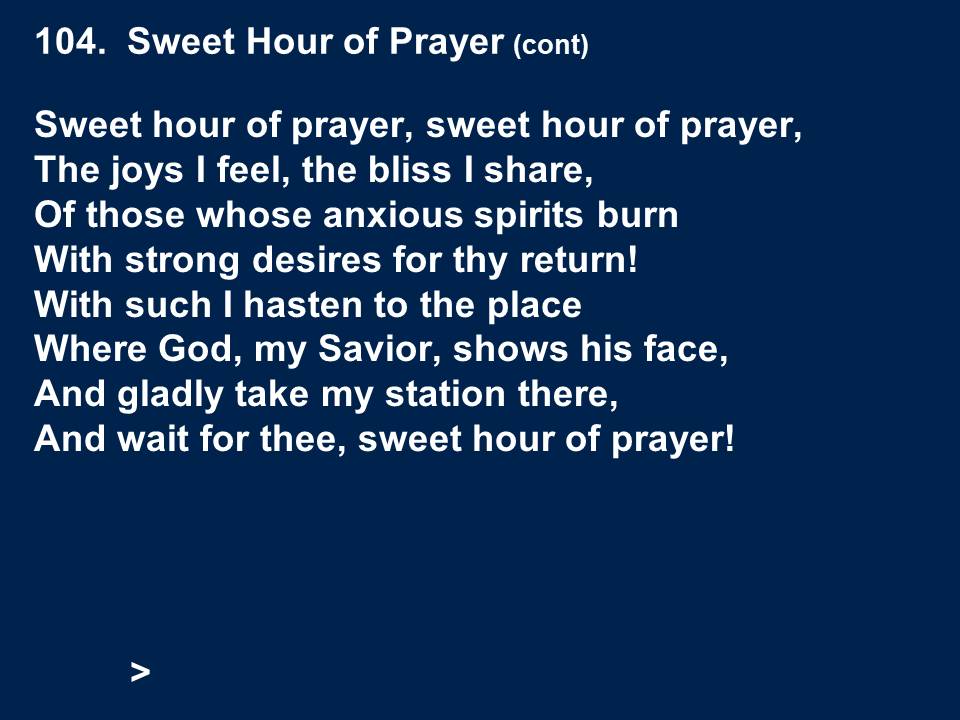 104. Sweet Hour of Prayer (cont)
Sweet hour of prayer, sweet hour of prayer,
The joys I feel, the bliss I share,
Of those whose anxious spirits burn
With strong desires for thy return!
With such I hasten to the place
Where God, my Savior, shows his face,
And gladly take my station there,
And wait for thee, sweet hour of prayer!
>